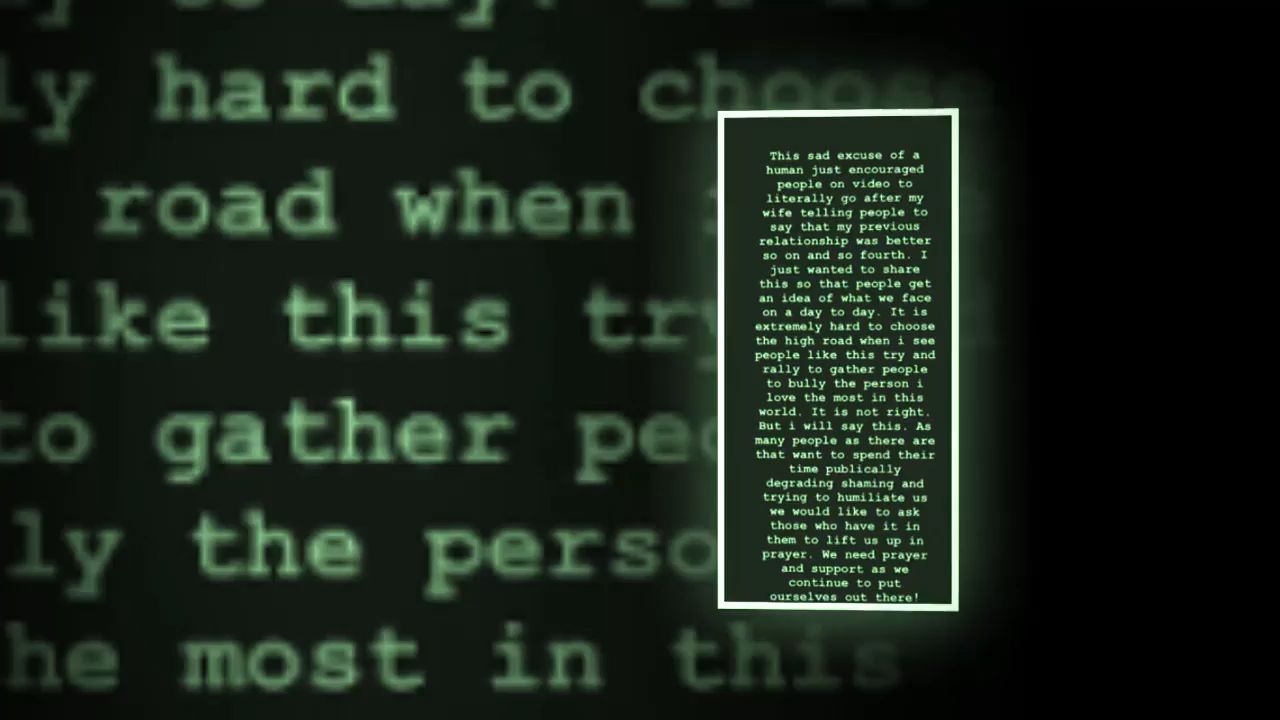 This sad excuse of a
human just encouraged
people on video to
literally go after my
wife telling people to
say that my previous
relationship was better
so on and so fourth. I
just wanted to share
this so that people get
an idea of what we face
on a day to day. It is
extremely hard to choose
the high road when i see
people like this try and
rally to gather people
to bully the person i
love the most in this
world. It is not right.
But i will say this. As
many people as there are
that want to spend their
time publically
degrading shaming and
trying to humiliate us
we would like to ask
those who have it in
them to lift us up in
prayer. We need prayer
and support as we
continue to put
ourselves out there!
ly hard to choose
road when
like this try
to gather
ly the perso
he most in this